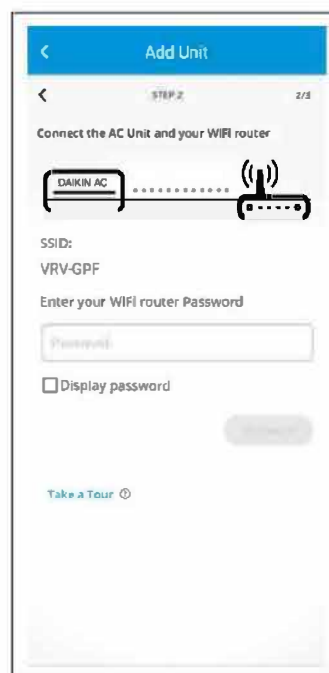 Add Unit
STEP 2
2/3
Connect the AC Unit and your WIFI router
DAIKIN AC
SSID:
VRV-GPF
Enter your WIFI router Password
Password
Display password
Take a Tour